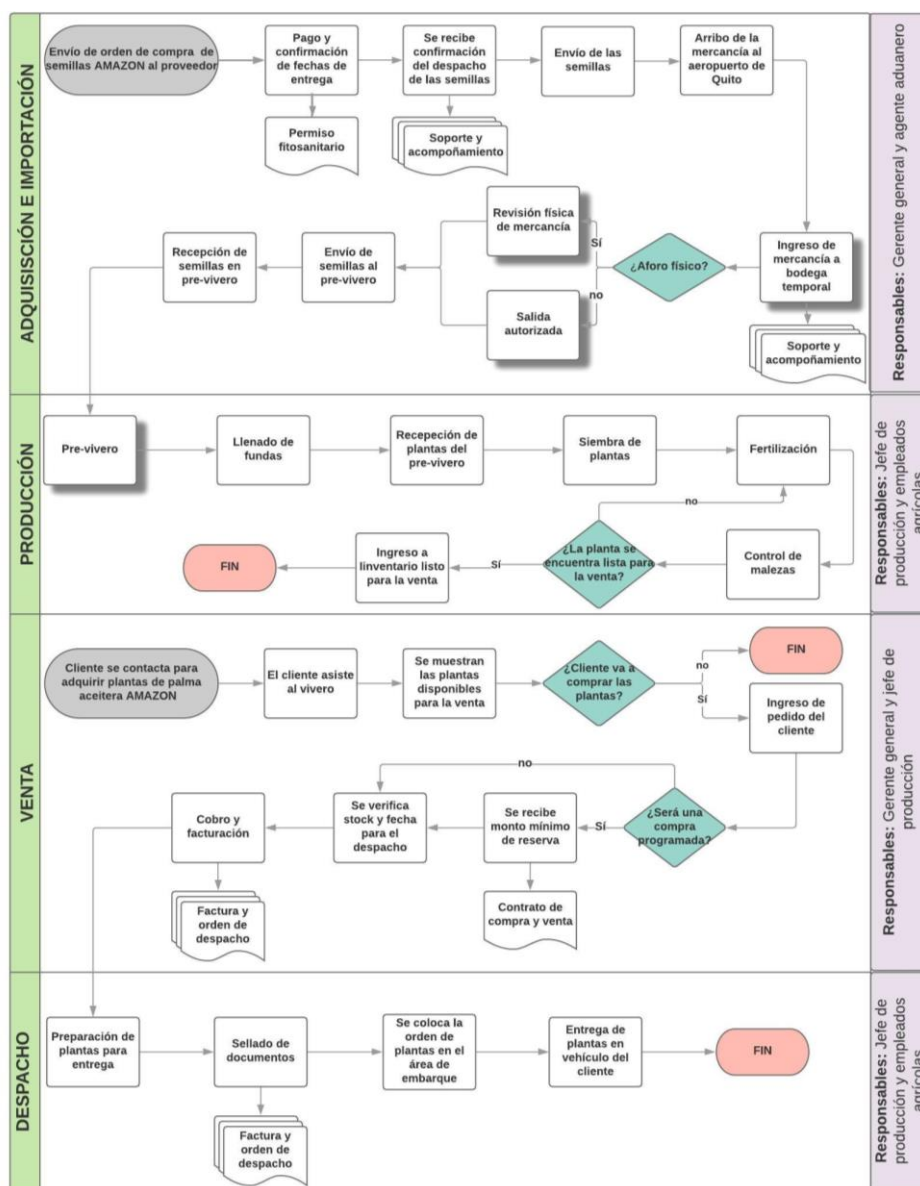 ADQUISISCIÓN E IMPORTACIÓN
Envío de orden de compra de
semillas AMAZON al proveedor
Pago y
confirmación
de fechas de
entrega
Se recibe
confirmación
del despacho
de las semillas
Envío de las
semillas
Arribo de la
mercancía al
aeropuerto de
Quito
Permiso
fitosanitario
Soporte y
acompoñamiento
Revisión física
de mercancía
Sí
Recepción de
semillas en
pre-vivero
Envío de
semillas al
pre-vivero
¿Aforo físico?
Ingreso de
mercancía a
bodega
temporal
no
Salida
autorizada
Soporte y
acompoñamiento
Responsables: Gerente general y agente aduanero
PRODUCCIÓN
Pre-vivero
Llenado de
fundas
Recepeción de
plantas del
pre-vivero
Siembra de
plantas
Fertilización
no
FIN
Ingreso a
linventario listo
para la venta
Sí
¿La planta se
encuentra lista para
la venta?
Control de
malezas
Responsables: Jefe de
producción y empleados
agrícolas
VENTA
Cliente se contacta para
adquirir plantas de palma
aceitera AMAZON
El cliente asiste
al vivero
Se muestran
las plantas
disponibles
para la venta
¿Cliente va a
comprar las
plantas?
no
FIN
Sí
Ingreso de
pedido del
cliente
no
Cobro y
facturación
Se verifica
stock y fecha
para el
despacho
Se recibe
monto mínimo
de reserva
Sí
¿Será una
compra
programada?
Factura y
orden de
despacho
Contrato de
compra y venta
Responsables: Gerente general y jefe de
producción
DESPACHO
Preparación de
plantas para
entrega
Sellado de
documentos
Se coloca la
orden de
plantas en el
área de
embarque
Entrega de
plantas en
vehículo del
cliente
FIN
Factura y
orden de
despacho
Responsables: Jefe de
producción y empleados
agrícolas